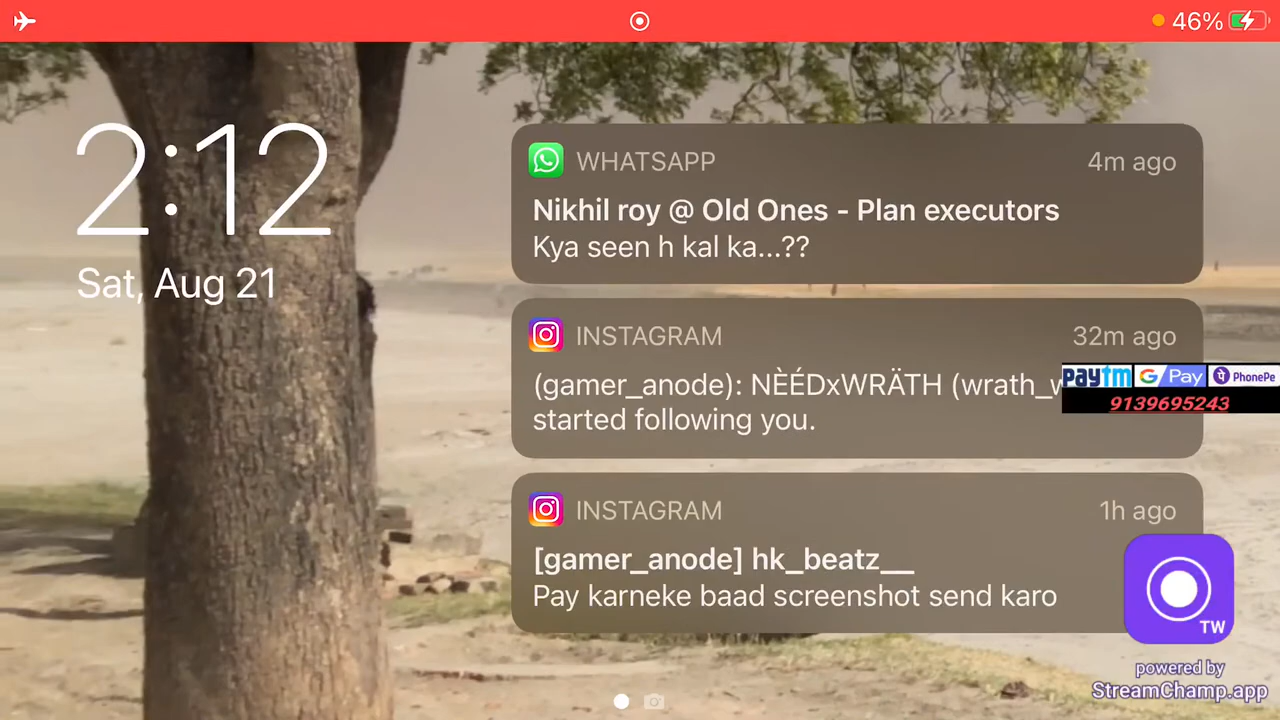 46%
2:12
Sat, Aug 21
WHATSAPP 4m ago
Nikhil roy @ Old Ones - Plan executors
Kya seen h kal ka...??
INSTAGRAM 32m ago
(gamer_anode): NÈÉDxWRÄTH (wrath_w
started following you.
paytm G Pay PhonePe
9139695243
INSTAGRAM 1h ago
[gamer_anode] hk_beatz__
Pay karneke baad screenshot send karo
TW
powered by
StreamChamp.app